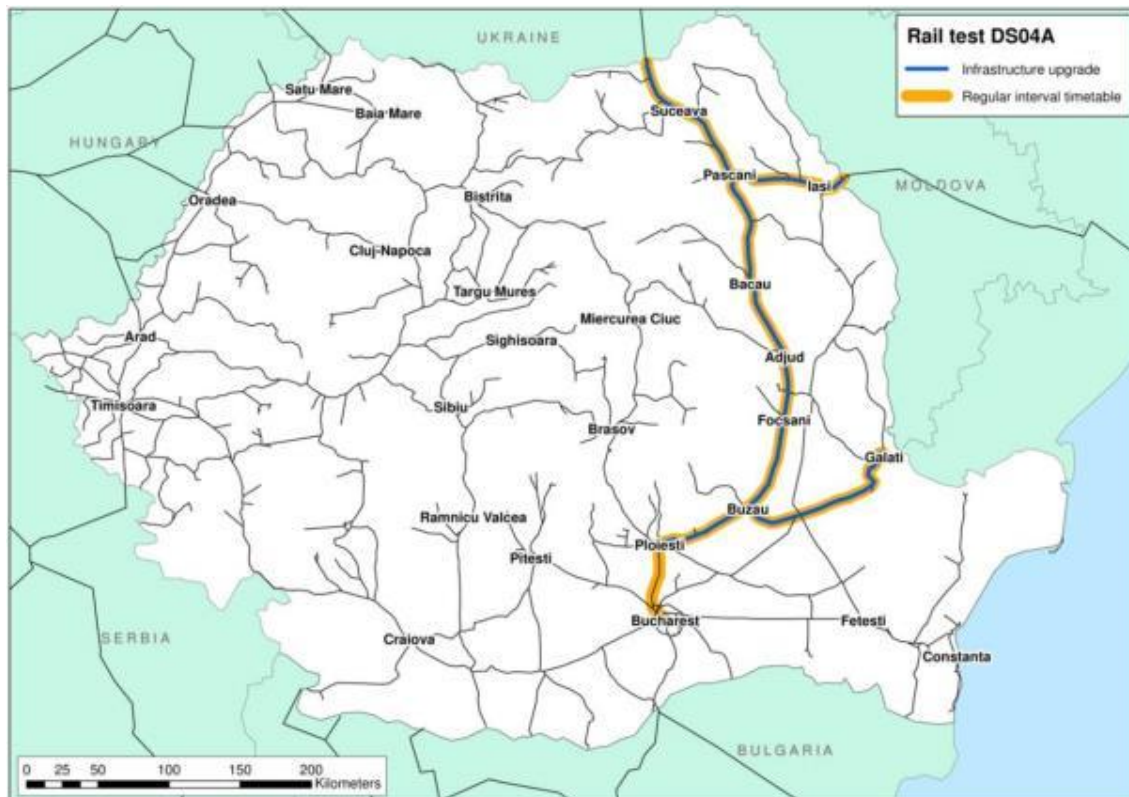 UKRAINE
Rail test DS04A
Infrastructure upgrade
Regular interval timetable
Satu Mare
Baia Mare
Suceava
HUNGARY
Pascani
Iasi
MOLDOVA
Oradea
Bistrita
Cluj-Napoca
Bacau
Targu Mures
Miercurea Ciuc
Arad
Sighisoara
Adjud
Timisoara
Sibiu
Focsani
Brasov
Galati
Buzau
Ramnicu Valcea
Ploiesti
Pitesti
Bucharest
Fetesti
SERBIA
Craiova
Constanta
BULGARIA
0 25 50 100 150 200
Kilometers